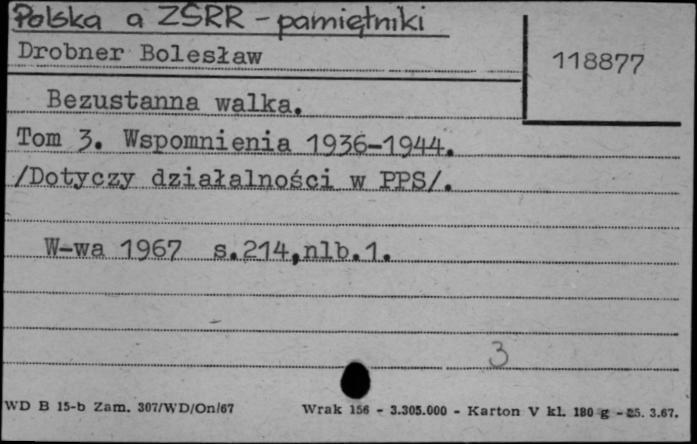 Polska a ZSRR - pamiętniki
Drobner Bolesław
118877
Bezustanna walka.
Tom 3. Wspomnienia 1936-1944.
/Dotyczy działalności w PPS/.
W-wa 1967 s.214,nlb.1.
3
WD B 15-b Zam. 307/WD/On/67 Wrak 156 - 3.305.000 - Karton V kl. 180 g - 25. 3.67.